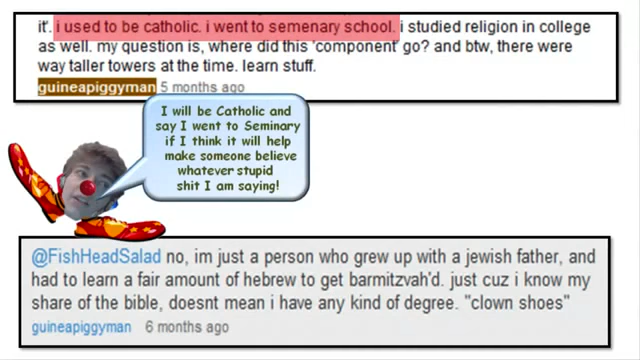 it'. i used to be catholic. i went to semenary school. i studied religion in college
as well. my question is, where did this 'component' go? and btw, there were
way taller towers at the time. learn stuff.
guineapiggyman 5 months ago
I will be Catholic and
say I went to Seminary
if I think it will help
make someone believe
whatever stupid
shit I am saying!
@FishHeadSalad no, im just a person who grew up with a jewish father, and
had to learn a fair amount of hebrew to get barmitzvah'd. just cuz i know my
share of the bible, doesnt mean i have any kind of degree. "clown shoes"
guineapiggyman 6 months ago